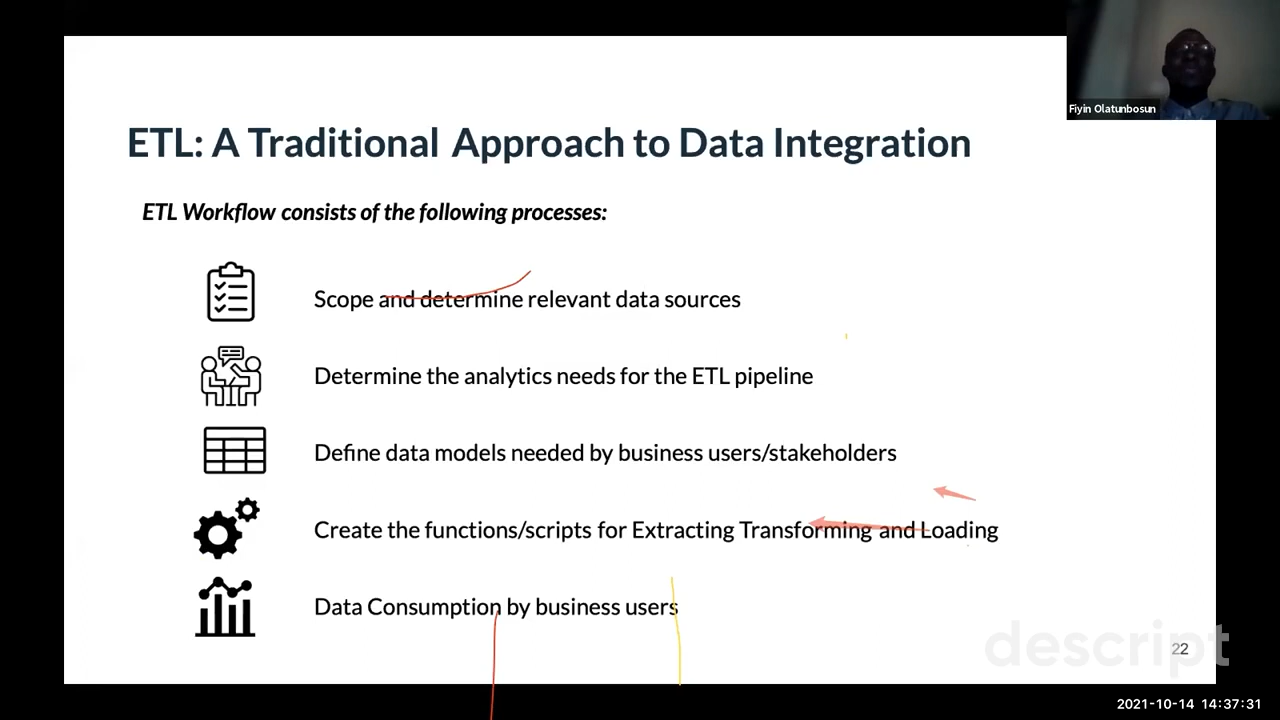 Fiyin Olatunbosun
ETL: A Traditional Approach to Data Integration
ETL Workflow consists of the following processes:
Scope and determine relevant data sources
Determine the analytics needs for the ETL pipeline
Define data models needed by business users/stakeholders
Create the functions/scripts for Extracting Transforming and Loading
Data Consumption by business users
descript
22
2021-10-14 14:37:31